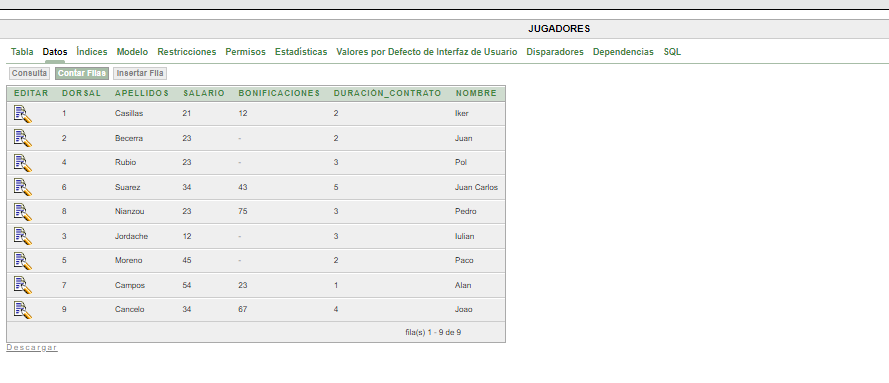 JUGADORES
Tabla Datos Índices Modelo Restricciones Permisos Estadísticas Valores por Defecto de Interfaz de Usuario Disparadores Dependencias SQL
Consulta Contar Filas Insertar Fila
EDITAR DORSAL APELLIDOS SALARIO BONIFICACIONES DURACIÓN_CONTRATO NOMBRE
1 Casillas 21 12 2 Iker
2 Becerra 23 - 2 Juan
4 Rubio 23 - 3 Pol
6 Suarez 34 43 5 Juan Carlos
8 Nianzou 23 75 3 Pedro
3 Jordache 12 - 3 Iulian
5 Moreno 45 - 2 Paco
7 Campos 54 23 1 Alan
9 Cancelo 34 67 4 Joao
fila(s) 1 - 9 de 9
Descargar